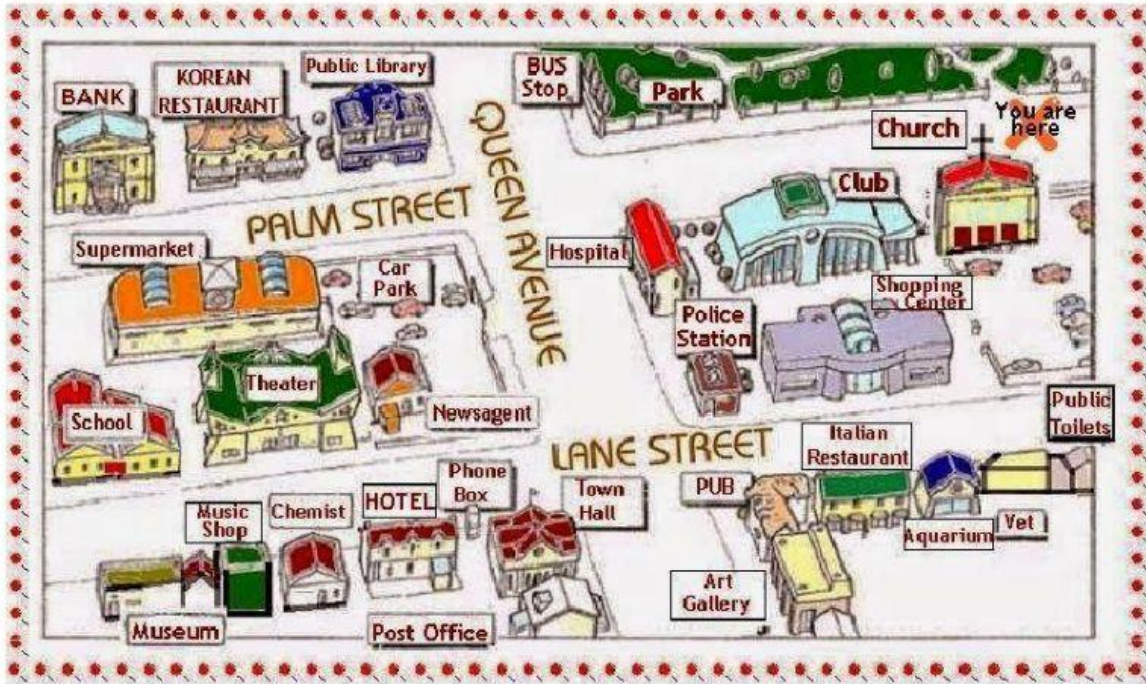 BANK
KOREAN
RESTAURANT
Public Library
BUS
Stop
Park
You are
here
Church
QUEEN AVENUE
PALM STREET
Club
Supermarket
Car
Park
Hospital
Shopping
Center
Police
Station
Theater
School
Newsagent
Public
Toilets
LANE STREET
Italian
Restaurant
Phone
Box
HOTEL
Town
Hall
PUB
Music
Shop
Chemist
Aquarium
Vet
Art
Gallery
Museum
Post Office